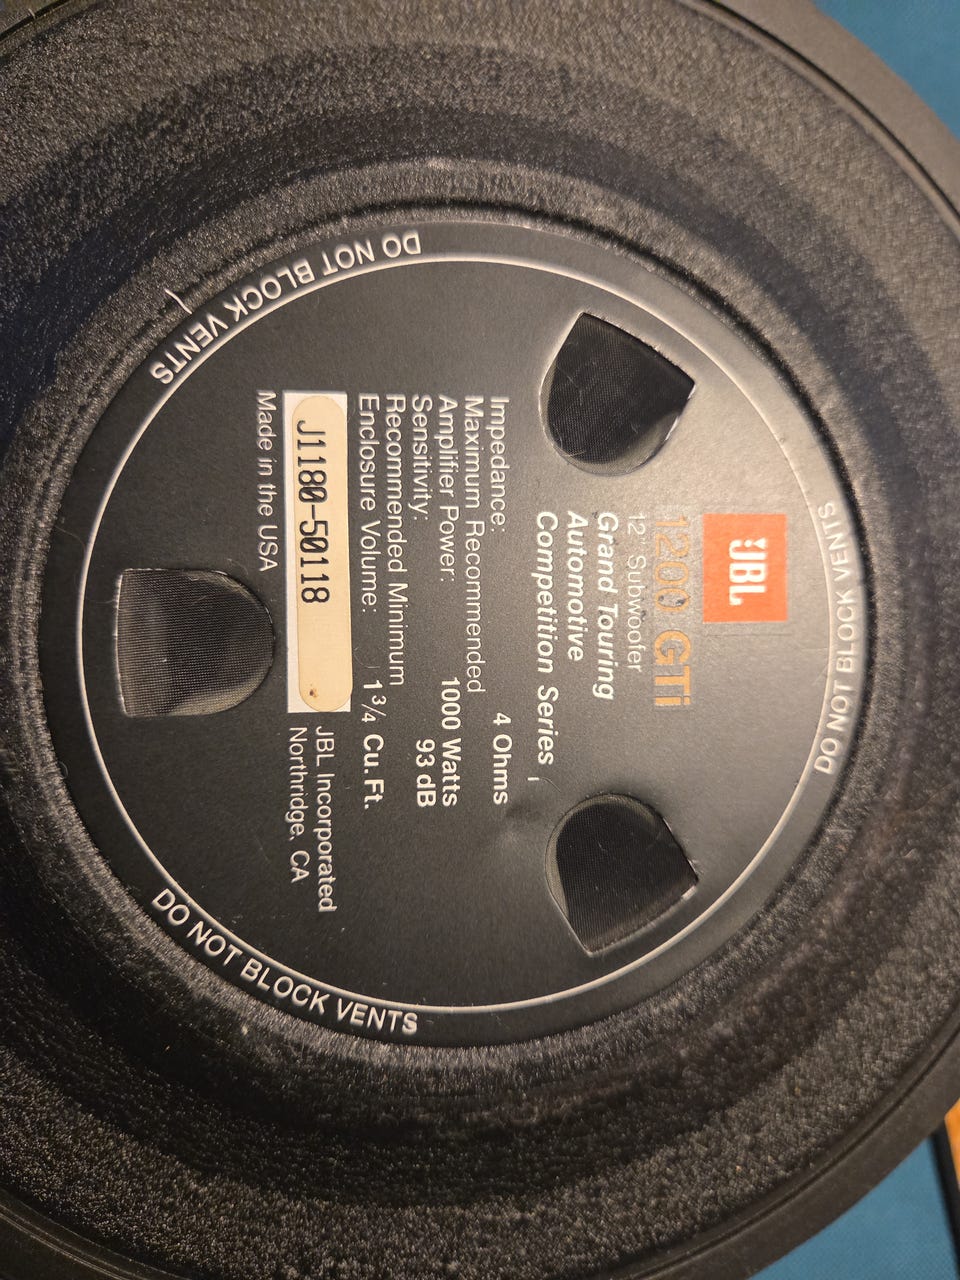 JBL
1200 GTi
12" Subwoofer
Grand Touring
Automotive
Competition Series
Impedance: 4 Ohms
Maximum Recommended
Amplifier Power: 1000 Watts
Sensitivity: 93 dB
Recommended Minimum
Enclosure Volume: 1 3/4 Cu. Ft.
J1180-50118
JBL Incorporated
Northridge, CA
Made in the USA
DO NOT BLOCK VENTS
DO NOT BLOCK VENTS
DO NOT BLOCK VENTS